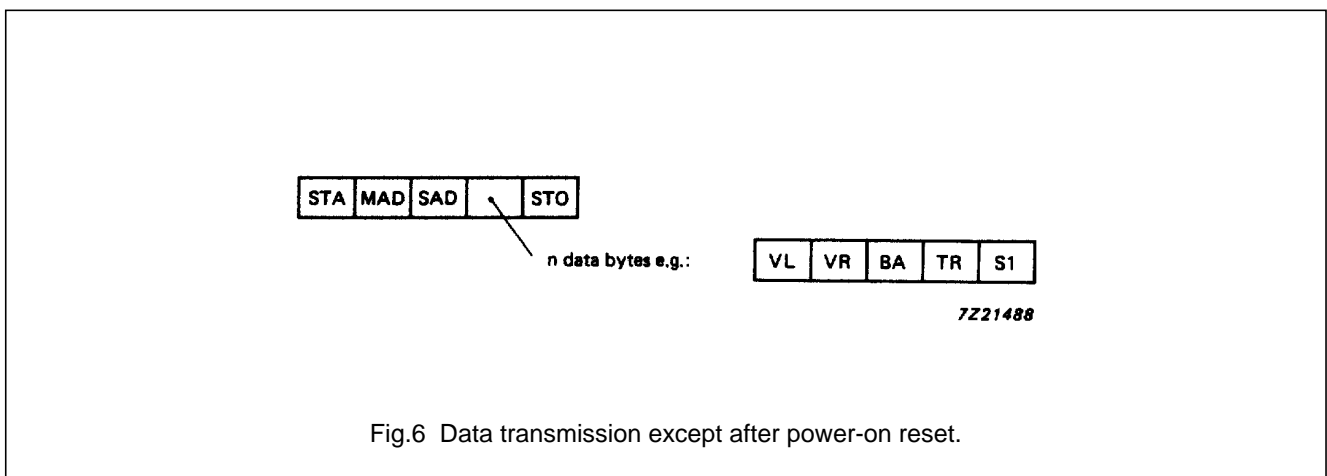 STA MAD SAD STO
n data bytes e.g.: VL VR BA TR S1
7Z21488
Fig.6 Data transmission except after power-on reset.